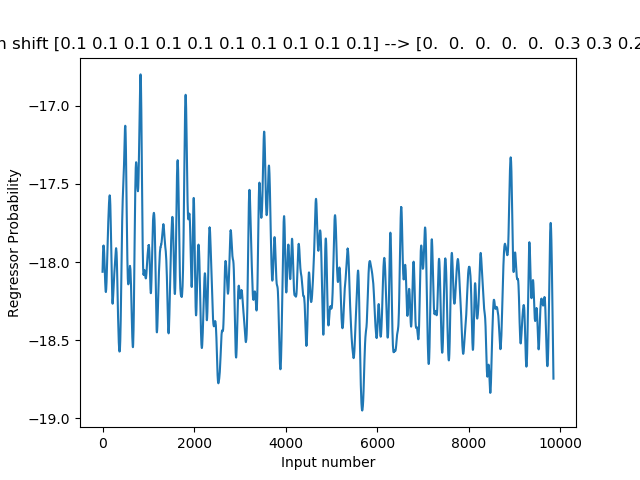 n shift [0.1 0.1 0.1 0.1 0.1 0.1 0.1 0.1 0.1 0.1] --> [0.  0.  0.  0.  0.  0.3 0.3 0.2
−17.0
−17.5
−18.0
−18.5
−19.0
Regressor Probability
0 2000 4000 6000 8000 10000
Input number